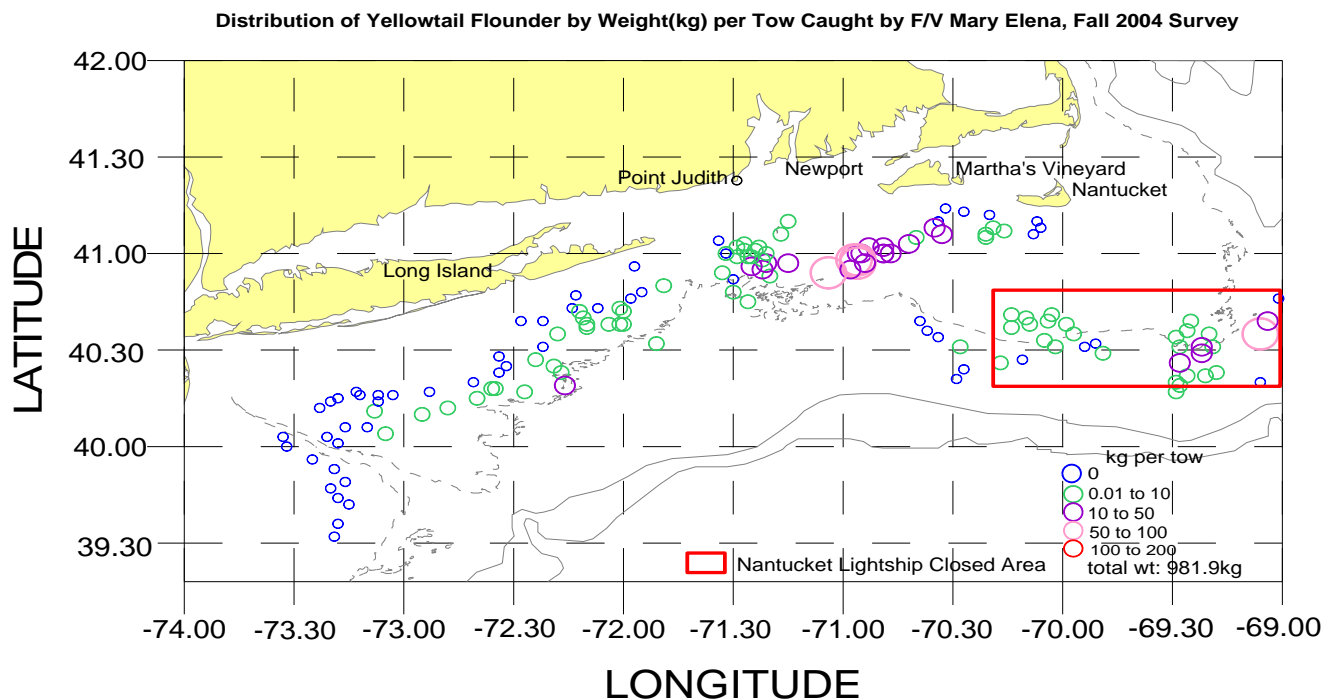 Distribution of Yellowtail Flounder by Weight(kg) per Tow Caught by F/V Mary Elena, Fall 2004 Survey
42.00
41.30
41.00
40.30
40.00
39.30
LATITUDE
Point Judith
Newport
Martha's Vineyard
Nantucket
Long Island
kg per tow
0
0.01 to 10
10 to 50
50 to 100
100 to 200
total wt: 981.9kg
Nantucket Lightship Closed Area
-74.00 -73.30 -73.00 -72.30 -72.00 -71.30 -71.00 -70.30 -70.00 -69.30 -69.00
LONGITUDE